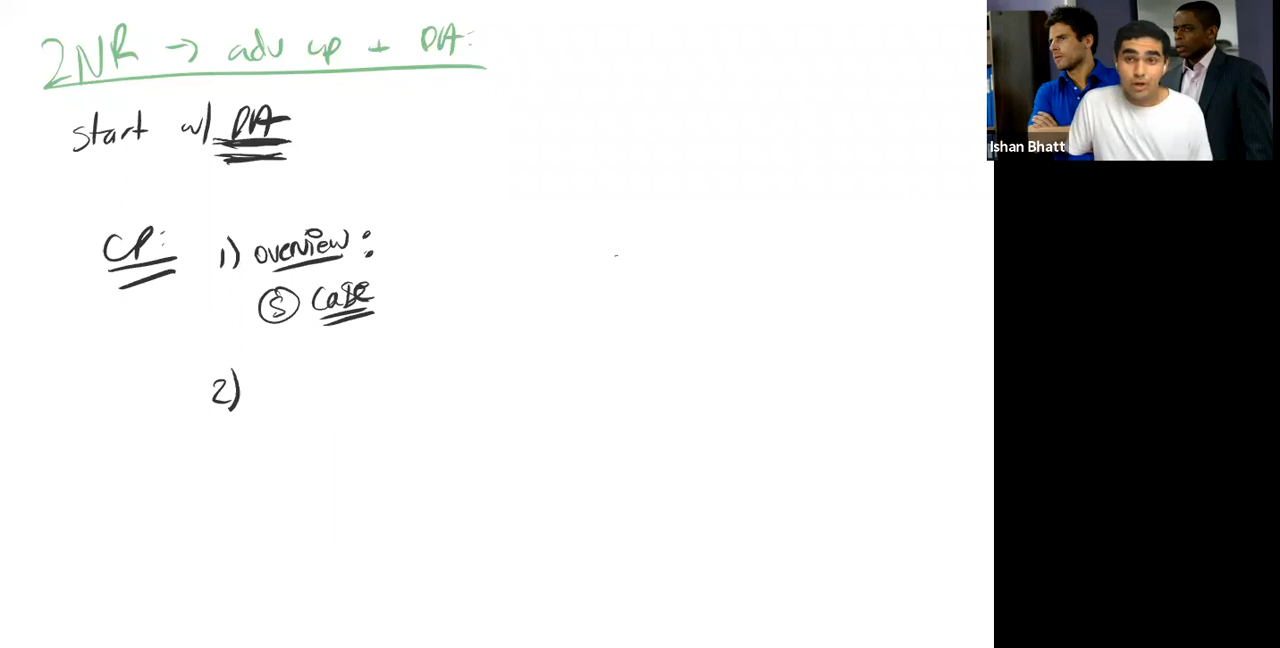 2NR → adv cp + DA:
start w/ DA
CP: 1) overview:
Ⓢ case
2)
Ishan Bhatt